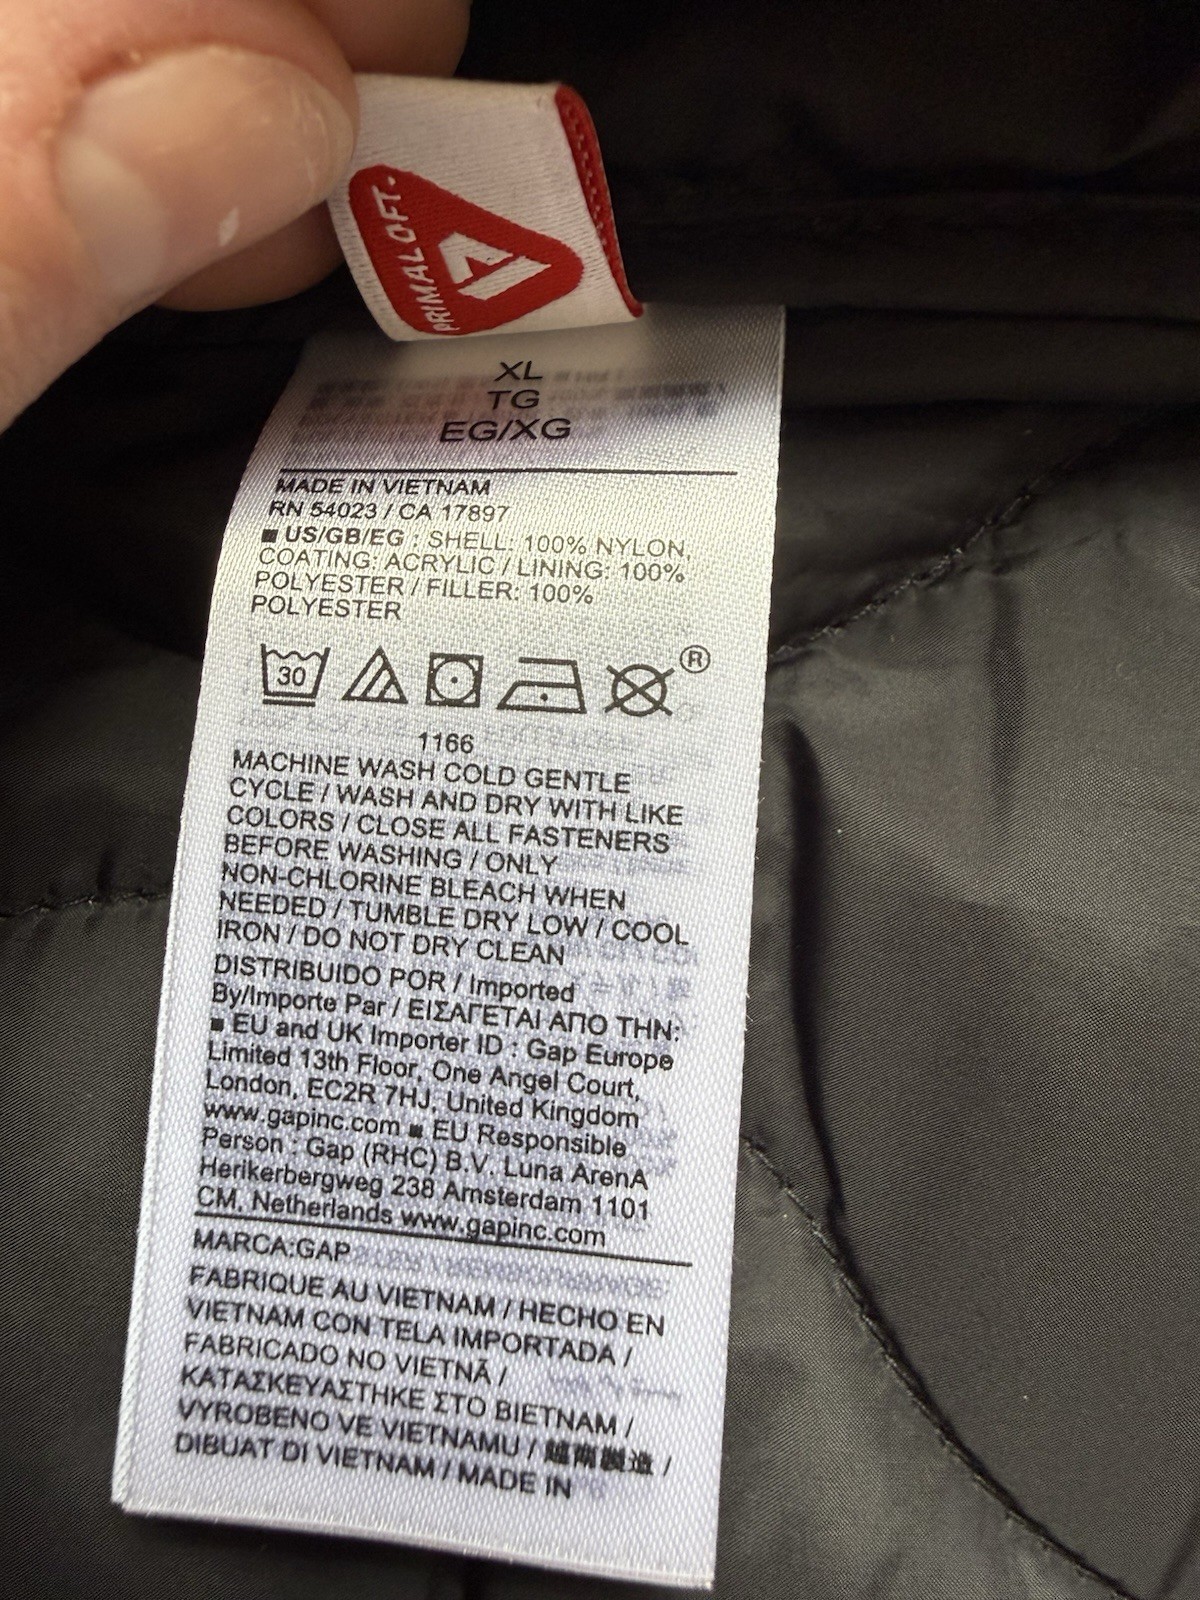 PRIMALOFT
XL
TG
EG/XG
MADE IN VIETNAM
RN 54023 / CA 17897
■ US/GB/EG : SHELL: 100% NYLON,
COATING: ACRYLIC / LINING: 100%
POLYESTER / FILLER: 100%
POLYESTER
30
®
1166
MACHINE WASH COLD GENTLE
CYCLE / WASH AND DRY WITH LIKE
COLORS / CLOSE ALL FASTENERS
BEFORE WASHING / ONLY
NON-CHLORINE BLEACH WHEN
NEEDED / TUMBLE DRY LOW / COOL
IRON / DO NOT DRY CLEAN
DISTRIBUIDO POR / Imported
By/Importe Par / ΕΙΣΑΓΕΤΑΙ ΑΠΟ ΤΗΝ:
■ EU and UK Importer ID : Gap Europe
Limited 13th Floor, One Angel Court,
London, EC2R 7HJ, United Kingdom
www.gapinc.com ■ EU Responsible
Person : Gap (RHC) B.V. Luna ArenA
Herikerbergweg 238 Amsterdam 1101
CM, Netherlands www.gapinc.com
MARCA:GAP
FABRIQUE AU VIETNAM / HECHO EN
VIETNAM CON TELA IMPORTADA /
FABRICADO NO VIETNÃ /
ΚΑΤΑΣΚΕΥΑΣΤΗΚΕ ΣΤΟ ΒΙΕΤΝΑΜ /
VYROBENO VE VIETNAMU / 越南製造 /
DIBUAT DI VIETNAM / MADE IN